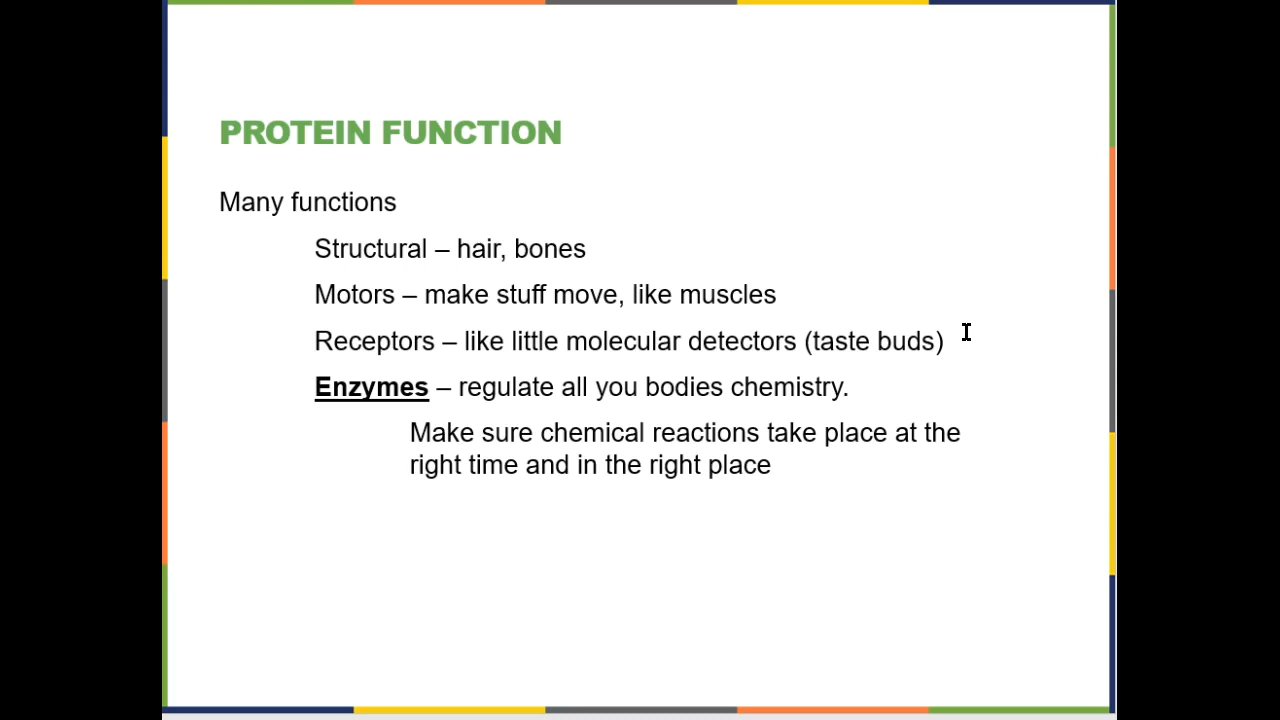 PROTEIN FUNCTION
Many functions
Structural – hair, bones
Motors – make stuff move, like muscles
Receptors – like little molecular detectors (taste buds)
Enzymes – regulate all you bodies chemistry.
Make sure chemical reactions take place at the
right time and in the right place